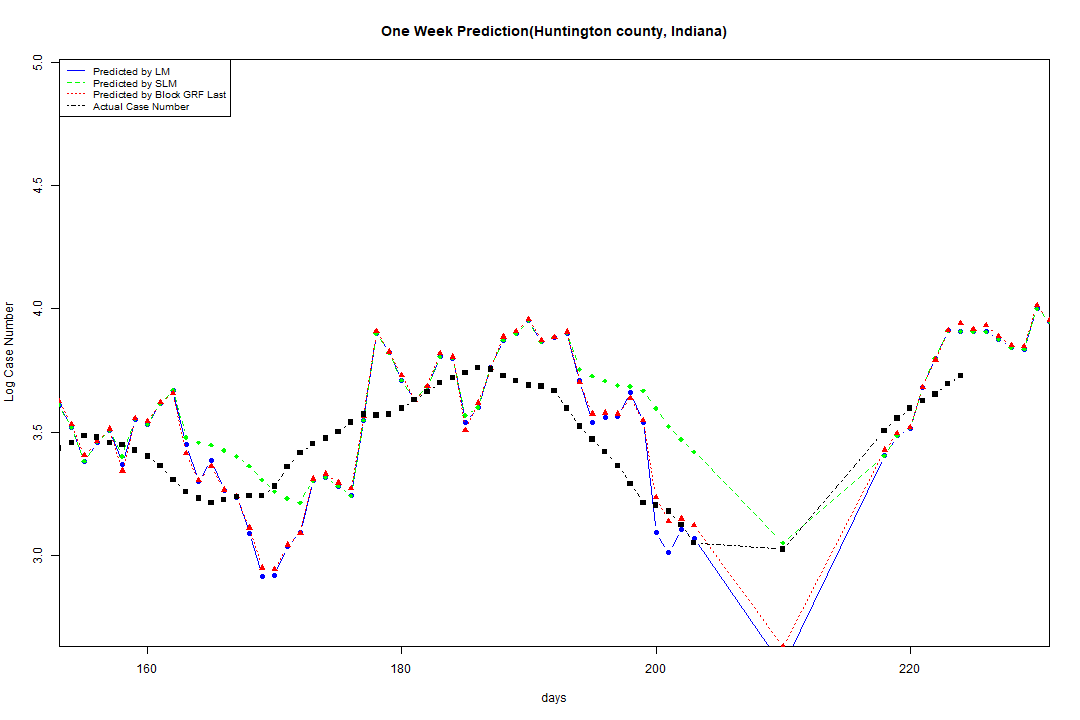 One Week Prediction(Huntington county, Indiana)
5.0
Predicted by LM
Predicted by SLM
Predicted by Block GRF Last
Actual Case Number
4.5
4.0
3.5
3.0
Log Case Number
160
180
200
220
days